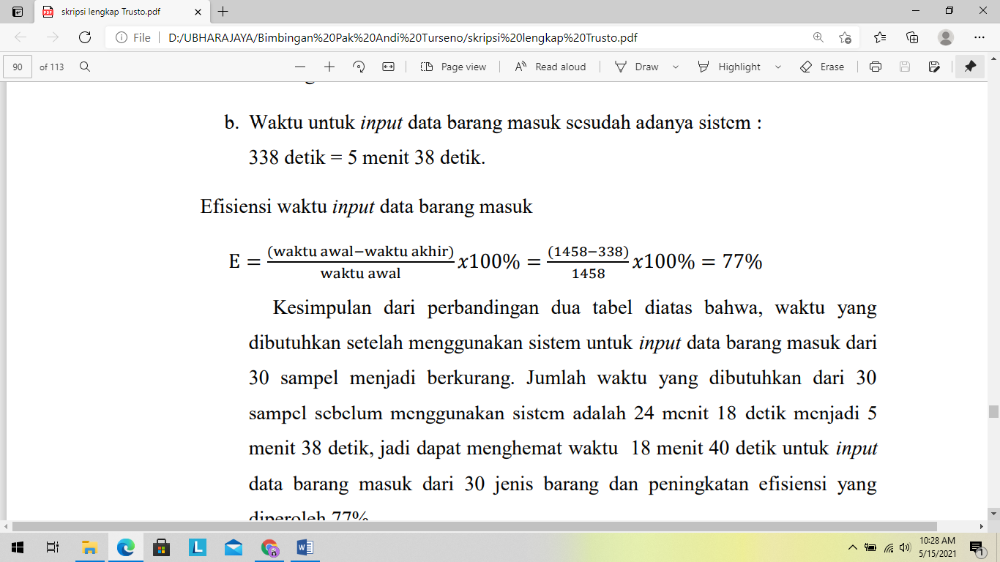 skripsi lengkap Trusto.pdf
File D:/UBHARAJAYA/Bimbingan%20Pak%20Andi%20Turseno/skripsi%20lengkap%20Trusto.pdf
90 of 113 Page view Read aloud Draw Highlight Erase
b. Waktu untuk input data barang masuk sesudah adanya sistem :
338 detik = 5 menit 38 detik.
Efisiensi waktu input data barang masuk
E = (waktu awal−waktu akhir)/waktu awal x100% = (1458−338)/1458 x100% = 77%
Kesimpulan dari perbandingan dua tabel diatas bahwa, waktu yang
dibutuhkan setelah menggunakan sistem untuk input data barang masuk dari
30 sampel menjadi berkurang. Jumlah waktu yang dibutuhkan dari 30
sampel sebelum menggunakan sistem adalah 24 menit 18 detik menjadi 5
menit 38 detik, jadi dapat menghemat waktu 18 menit 40 detik untuk input
data barang masuk dari 30 jenis barang dan peningkatan efisiensi yang
diperoleh 77%
10:28 AM
5/15/2021
1